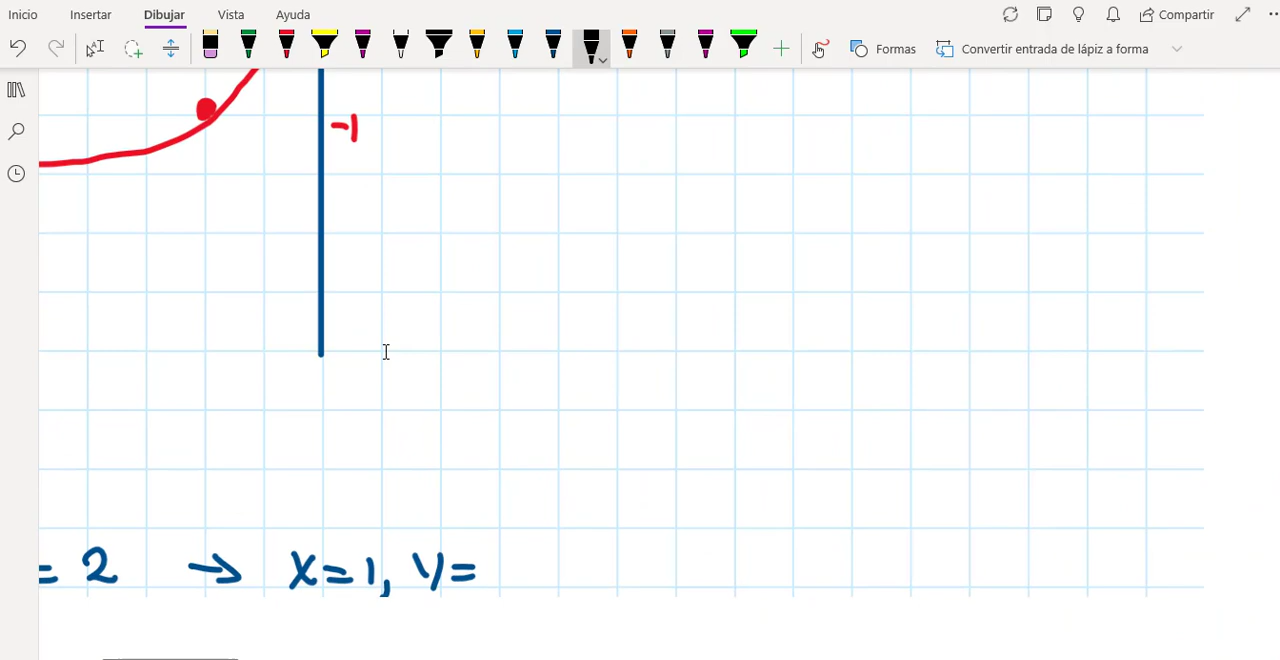 Inicio Insertar Dibujar Vista Ayuda Compartir
Formas Convertir entrada de lápiz a forma
-1
= 2 → x=1, y=